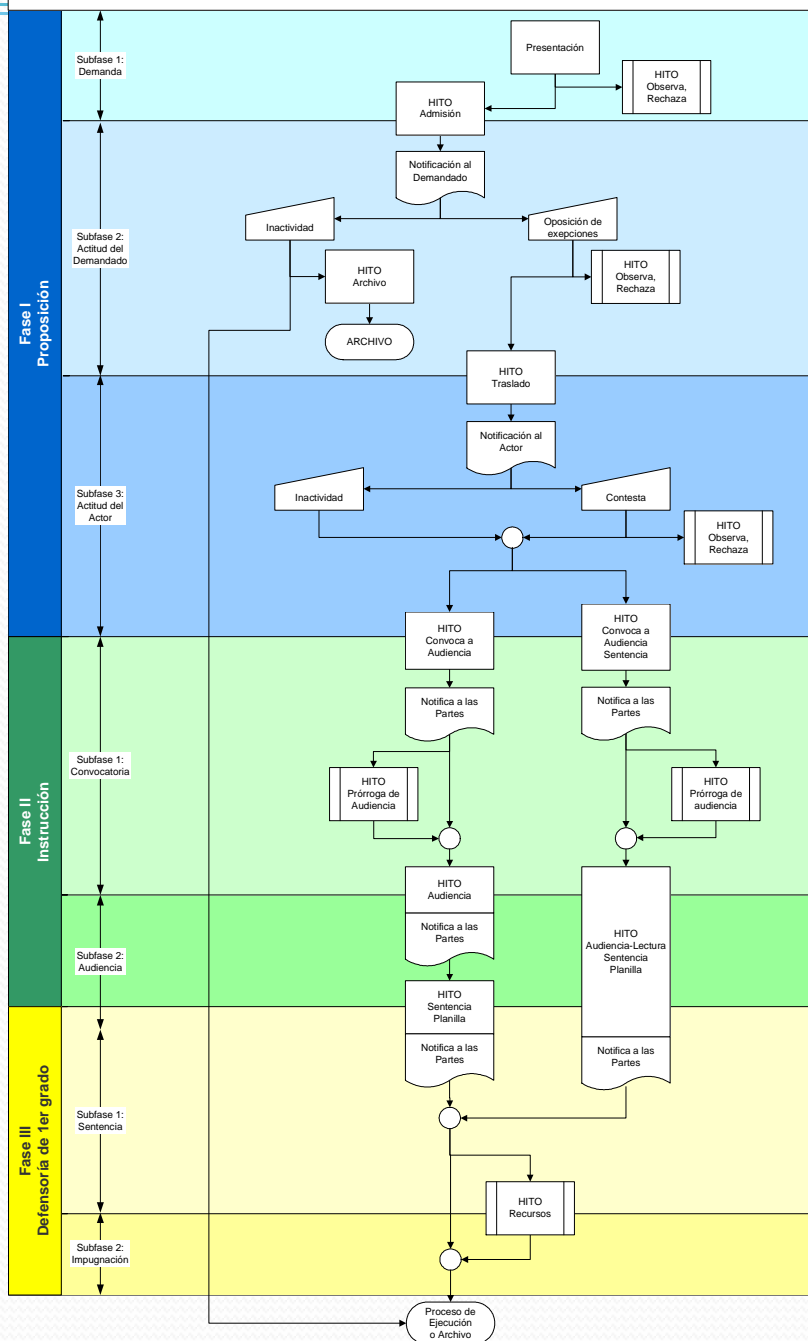 Fase I
Proposición
Subfase 1:
Demanda
Presentación
HITO
Observa,
Rechaza
HITO
Admisión
Subfase 2:
Actitud del
Demandado
Notificación al
Demandado
Inactividad
Oposición de
exepciones
HITO
Archivo
HITO
Observa,
Rechaza
ARCHIVO
HITO
Traslado
Subfase 3:
Actitud del
Actor
Notificación al
Actor
Inactividad
Contesta
HITO
Observa,
Rechaza
HITO
Convoca a
Audiencia
HITO
Convoca a
Audiencia
Sentencia
Fase II
Instrucción
Subfase 1:
Convocatoria
Notifica a las
Partes
Notifica a las
Partes
HITO
Prórroga de
Audiencia
HITO
Prórroga de
audiencia
HITO
Audiencia
Subfase 2:
Audiencia
Notifica a las
Partes
HITO
Audiencia-Lectura
Sentencia
Planilla
HITO
Sentencia
Planilla
Fase III
Defensoría de 1er grado
Subfase 1:
Sentencia
Notifica a las
Partes
Notifica a las
Partes
HITO
Recursos
Subfase 2:
Impugnación
Proceso de
Ejecución
o Archivo